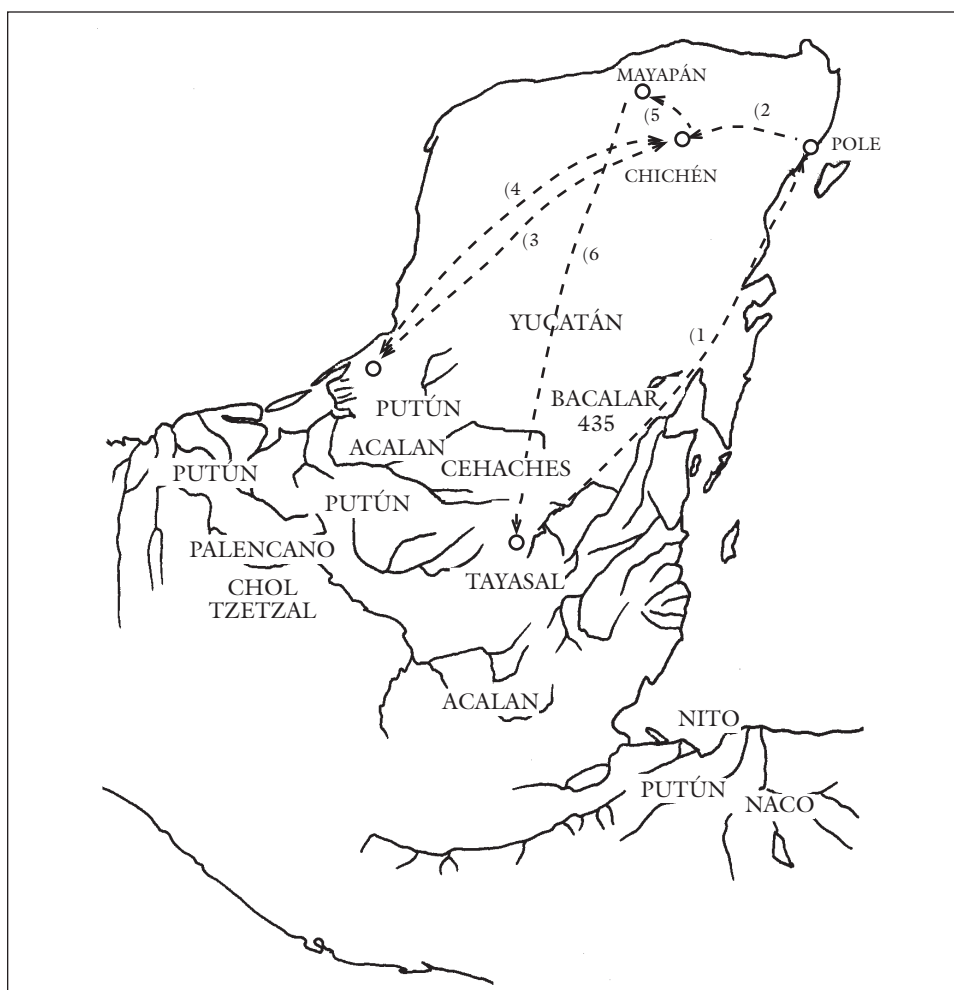 MAYAPÁN
(5
(2
POLE
CHICHÉN
(4
(3
(6
YUCATÁN
(1
BACALAR
435
PUTÚN
ACALAN
CEHACHES
PUTÚN
PUTÚN
PALENCANO
CHOL
TZETZAL
TAYASAL
ACALAN
NITO
PUTÚN
NACO